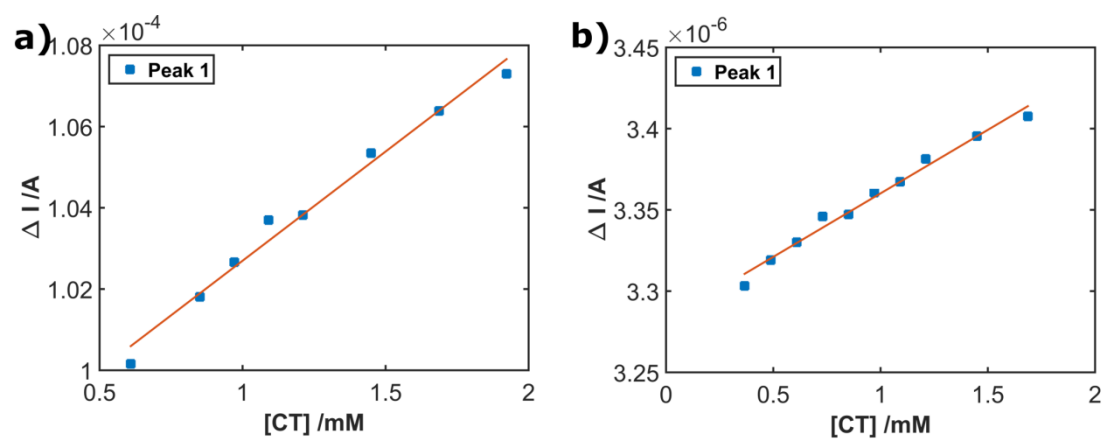 a)
×10⁻⁴
1.08
1.06
1.04
1.02
1
Δ I /A
Peak 1
0.5
1
1.5
2
[CT] /mM
b)
×10⁻⁶
3.45
3.4
3.35
3.3
3.25
Δ I /A
Peak 1
0
0.5
1
1.5
2
[CT] /mM